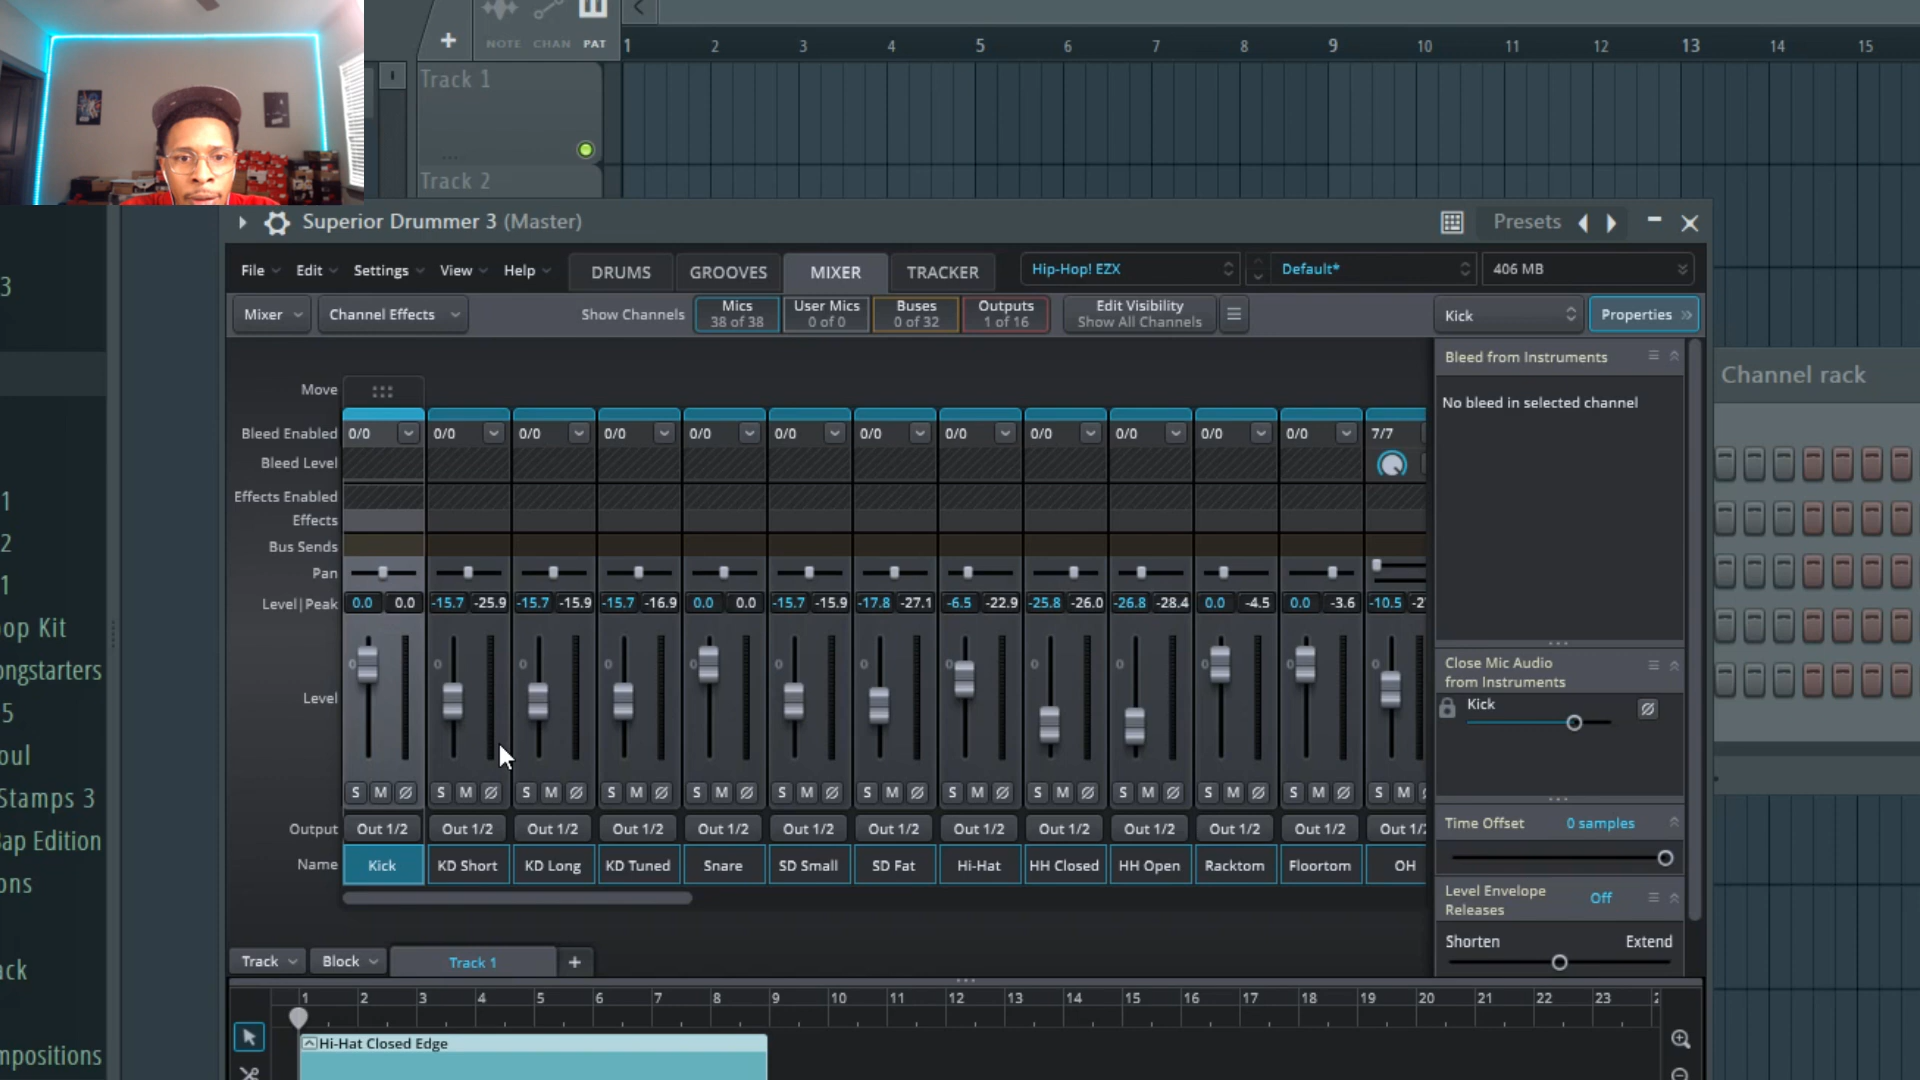 NOTE CHAN PAT
1 2 3 4 5 6 7 8 9 10 11 12 13 14 15
Track 1
Track 2
Superior Drummer 3 (Master)
Presets
File Edit Settings View Help DRUMS GROOVES MIXER TRACKER Hip-Hop! EZX Default* 406 MB
Mixer Channel Effects Show Channels
Mics
38 of 38
User Mics
0 of 0
Buses
0 of 32
Outputs
1 of 16
Edit Visibility
Show All Channels
Kick
Properties
Bleed from Instruments
No bleed in selected channel
Channel rack
Move
Bleed Enabled 0/0 0/0 0/0 0/0 0/0 0/0 0/0 0/0 0/0 0/0 0/0 0/0 7/7
Bleed Level
Effects Enabled
Effects
Bus Sends
Pan
Level|Peak 0.0 0.0 -15.7 -25.9 -15.7 -15.9 -15.7 -16.9 0.0 0.0 -15.7 -15.9 -17.8 -27.1 -6.5 -22.9 -25.8 -26.0 -26.8 -28.4 0.0 -4.5 0.0 -3.6 -10.5 -2
0 0 0 0 0 0 0 0 0 0 0 0 0
Level
S M S M S M S M S M S M S M S M S M S M S M S M S M
Output Out 1/2 Out 1/2 Out 1/2 Out 1/2 Out 1/2 Out 1/2 Out 1/2 Out 1/2 Out 1/2 Out 1/2 Out 1/2 Out 1/2 Out 1/2
Name Kick KD Short KD Long KD Tuned Snare SD Small SD Fat Hi-Hat HH Closed HH Open Racktom Floortom OH
Close Mic Audio
from Instruments
Kick
Time Offset 0 samples
Level Envelope
Releases
Off
Shorten Extend
Track Block Track 1 +
1 2 3 4 5 6 7 8 9 10 11 12 13 14 15 16 17 18 19 20 21 22 23
Hi-Hat Closed Edge
3
1
2
1
oop Kit
ongstarters
5
oul
Stamps 3
ap Edition
ons
ack
mpositions